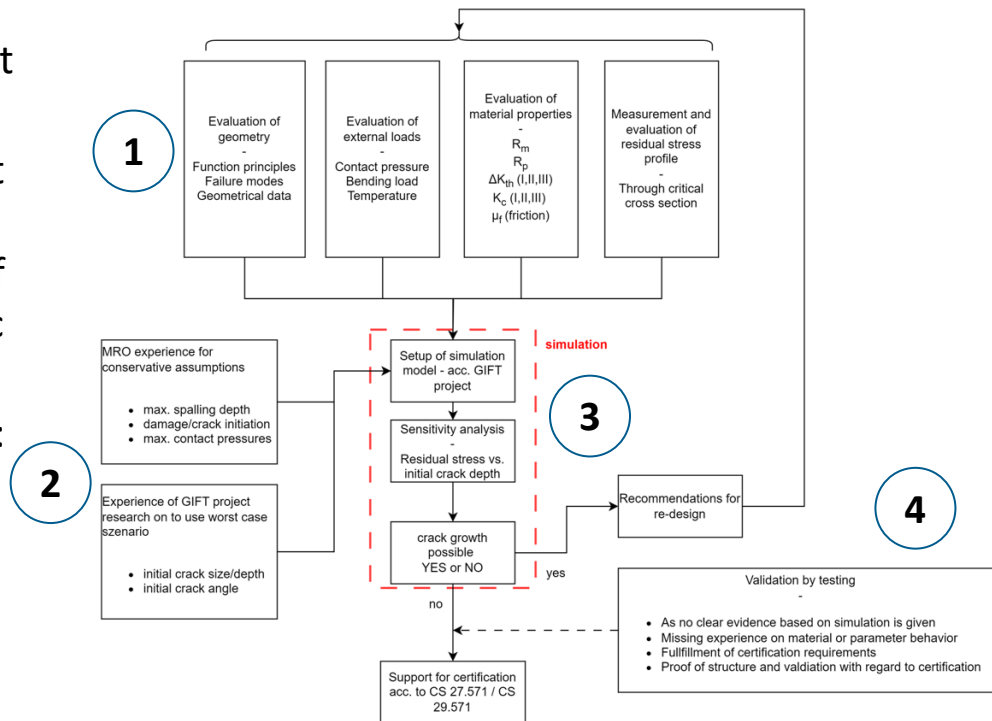 t
t
f
c
:
1
Evaluation of
geometry
-
Function principles
Failure modes
Geometrical data
Evaluation of
external loads
-
Contact pressure
Bending load
Temperature
Evaluation of
material properties
-
Rm
Rp
ΔKth (I,II,III)
Kc (I,II,III)
μf (friction)
Measurement and
evaluation of
residual stress
profile
-
Through critical
cross section
2
MRO experience for
conservative assumptions
• max. spalling depth
• damage/crack initiation
• max. contact pressures
Experience of GIFT project
research on to use worst case
szenario
• initial crack size/depth
• initial crack angle
simulation
3
Setup of simulation
model - acc. GIFT
project
Sensitivity analysis
-
Residual stress vs.
initial crack depth
crack growth
possible
YES or NO
yes
no
Recommendations for
re-design
4
Validation by testing
-
• As no clear evidence based on simulation is given
• Missing experience on material or parameter behavior
• Fullfillment of certification requirements
• Proof of structure and valdiation with regard to certification
Support for certification
acc. to CS 27.571 / CS
29.571